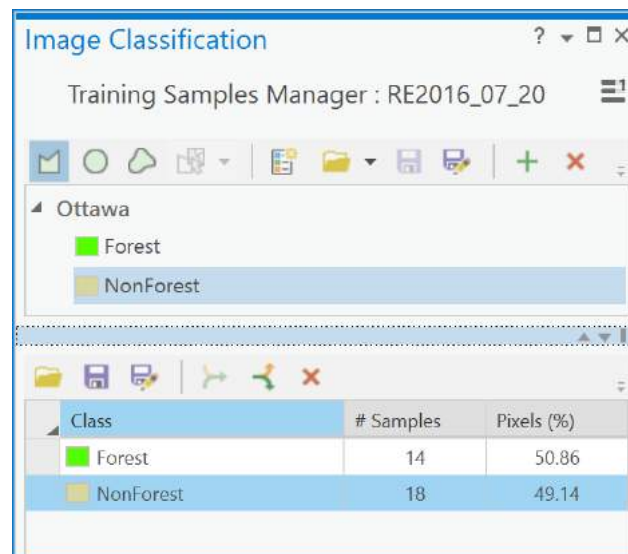 Image Classification
Training Samples Manager : RE2016_07_20
Ottawa
Forest
NonForest
Class # Samples Pixels (%)
Forest 14 50.86
NonForest 18 49.14